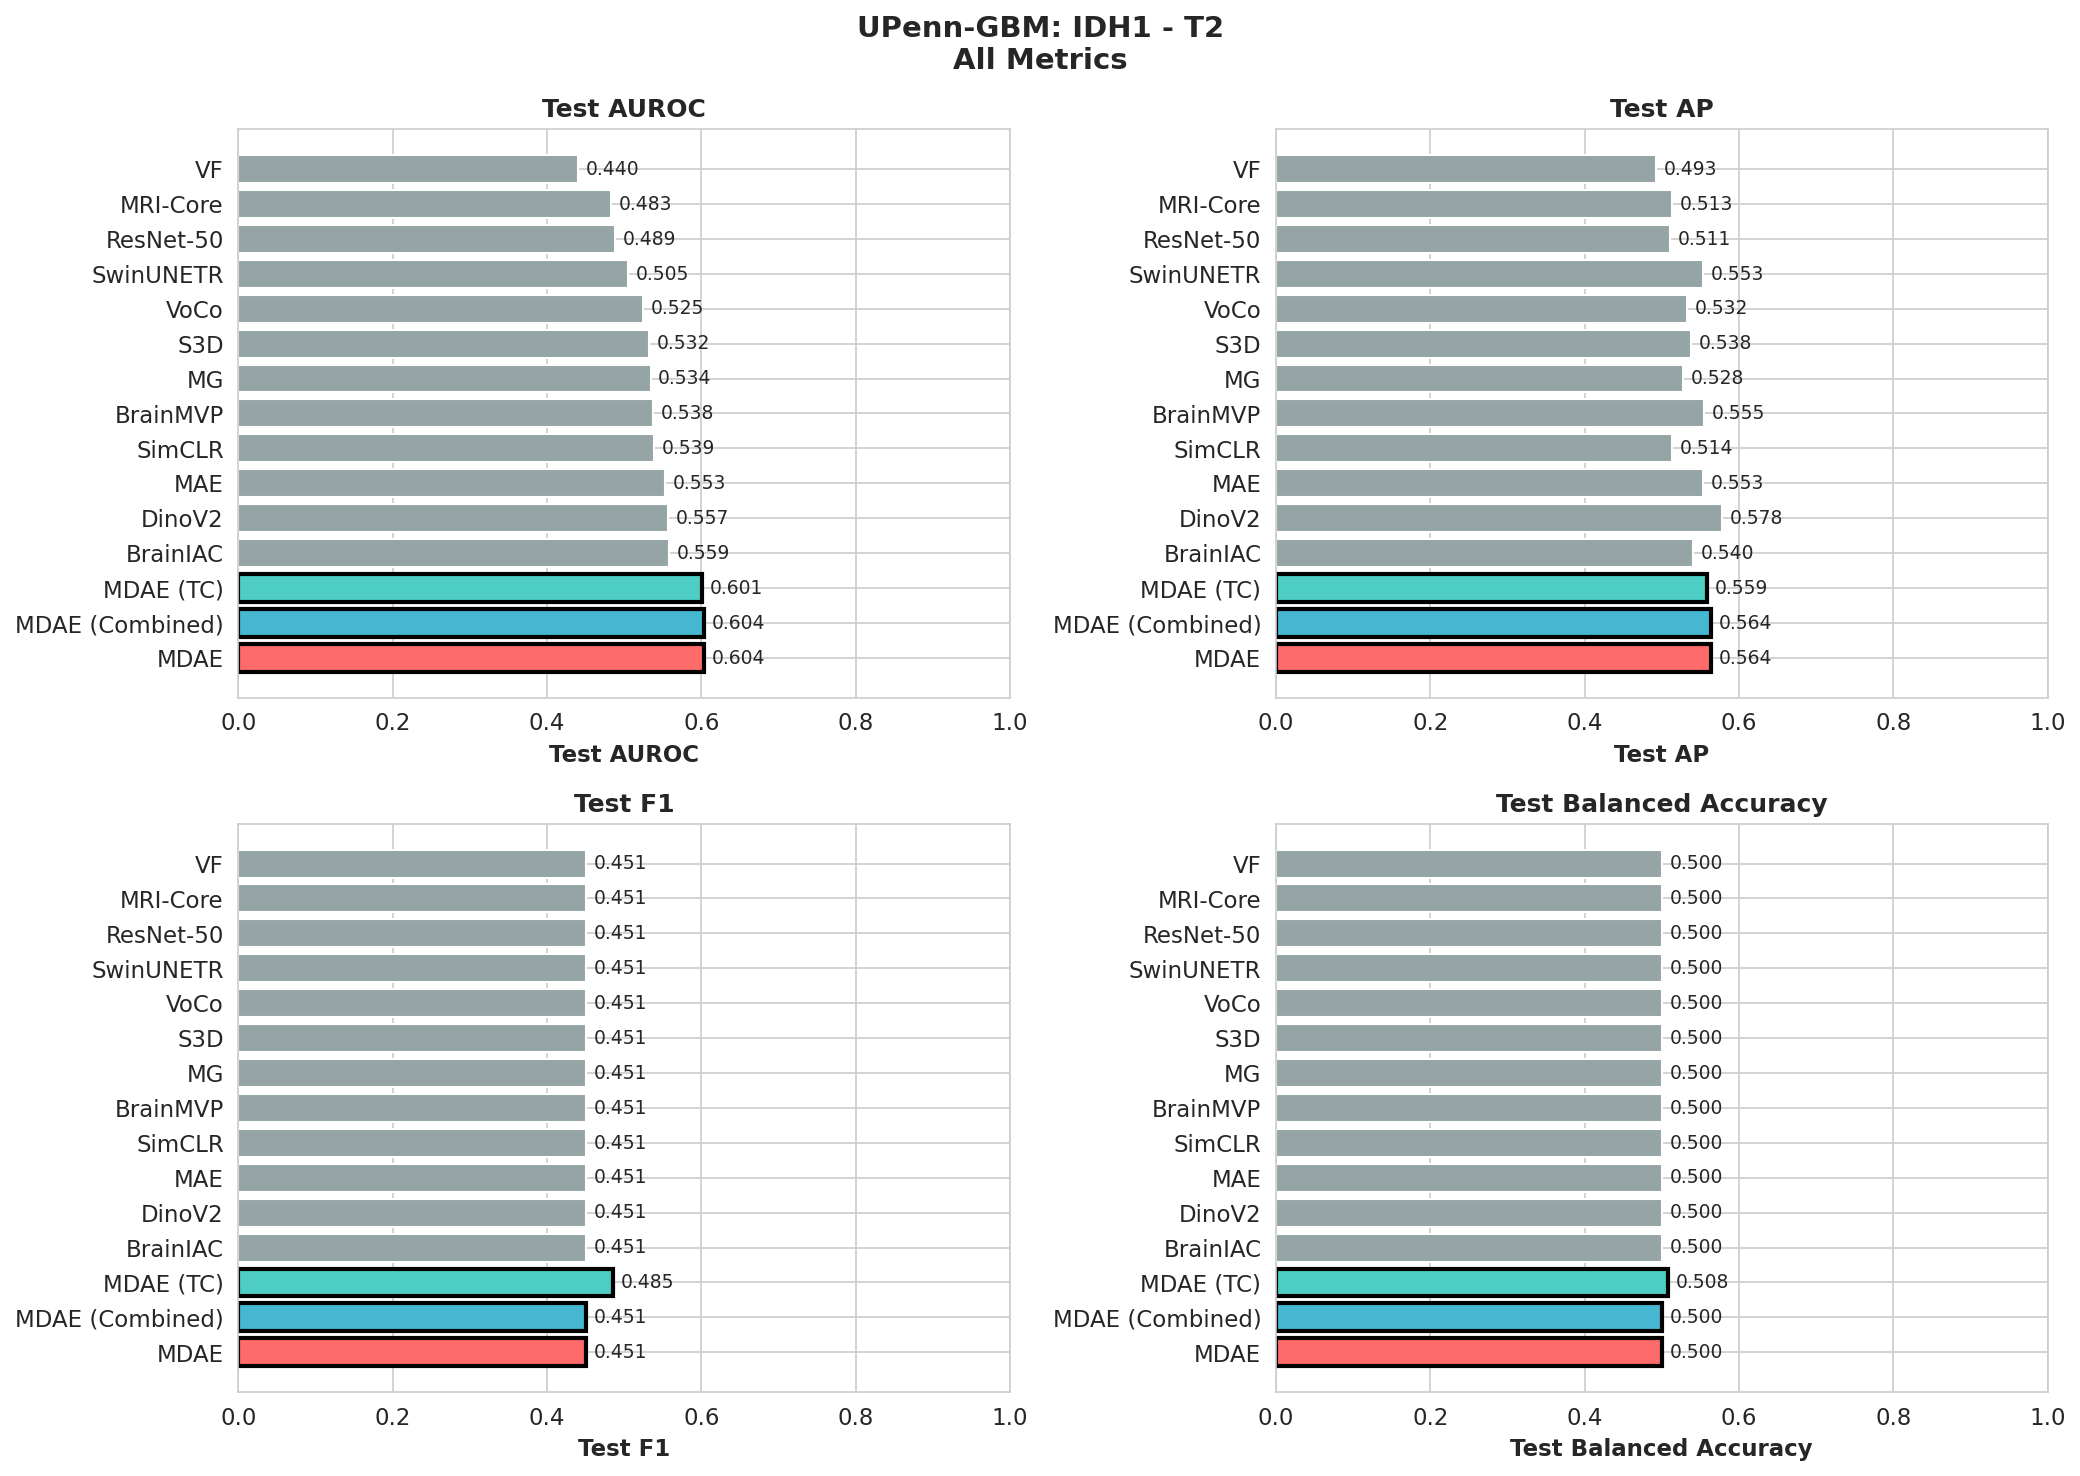 UPenn-GBM: IDH1 - T2
All Metrics
Test AUROC
VF 0.440
MRI-Core 0.483
ResNet-50 0.489
SwinUNETR 0.505
VoCo 0.525
S3D 0.532
MG 0.534
BrainMVP 0.538
SimCLR 0.539
MAE 0.553
DinoV2 0.557
BrainIAC 0.559
MDAE (TC) 0.601
MDAE (Combined) 0.604
MDAE 0.604
0.0 0.2 0.4 0.6 0.8 1.0
Test AUROC
Test AP
VF 0.493
MRI-Core 0.513
ResNet-50 0.511
SwinUNETR 0.553
VoCo 0.532
S3D 0.538
MG 0.528
BrainMVP 0.555
SimCLR 0.514
MAE 0.553
DinoV2 0.578
BrainIAC 0.540
MDAE (TC) 0.559
MDAE (Combined) 0.564
MDAE 0.564
0.0 0.2 0.4 0.6 0.8 1.0
Test AP
Test F1
VF 0.451
MRI-Core 0.451
ResNet-50 0.451
SwinUNETR 0.451
VoCo 0.451
S3D 0.451
MG 0.451
BrainMVP 0.451
SimCLR 0.451
MAE 0.451
DinoV2 0.451
BrainIAC 0.451
MDAE (TC) 0.485
MDAE (Combined) 0.451
MDAE 0.451
0.0 0.2 0.4 0.6 0.8 1.0
Test F1
Test Balanced Accuracy
VF 0.500
MRI-Core 0.500
ResNet-50 0.500
SwinUNETR 0.500
VoCo 0.500
S3D 0.500
MG 0.500
BrainMVP 0.500
SimCLR 0.500
MAE 0.500
DinoV2 0.500
BrainIAC 0.500
MDAE (TC) 0.508
MDAE (Combined) 0.500
MDAE 0.500
0.0 0.2 0.4 0.6 0.8 1.0
Test Balanced Accuracy